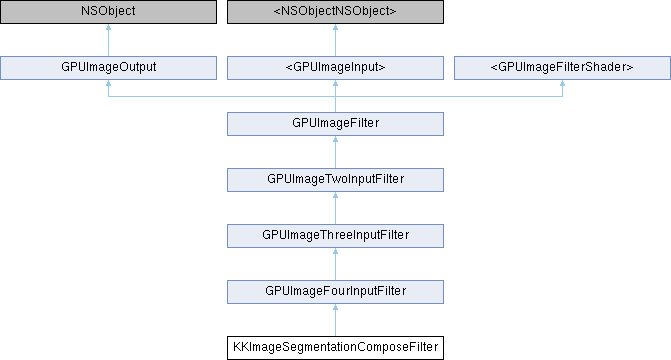 NSObject
<NSObjectNSObject>
GPUImageOutput
<GPUImageInput>
<GPUImageFilterShader>
GPUImageFilter
GPUImageTwoInputFilter
GPUImageThreeInputFilter
GPUImageFourInputFilter
KKImageSegmentationComposeFilter